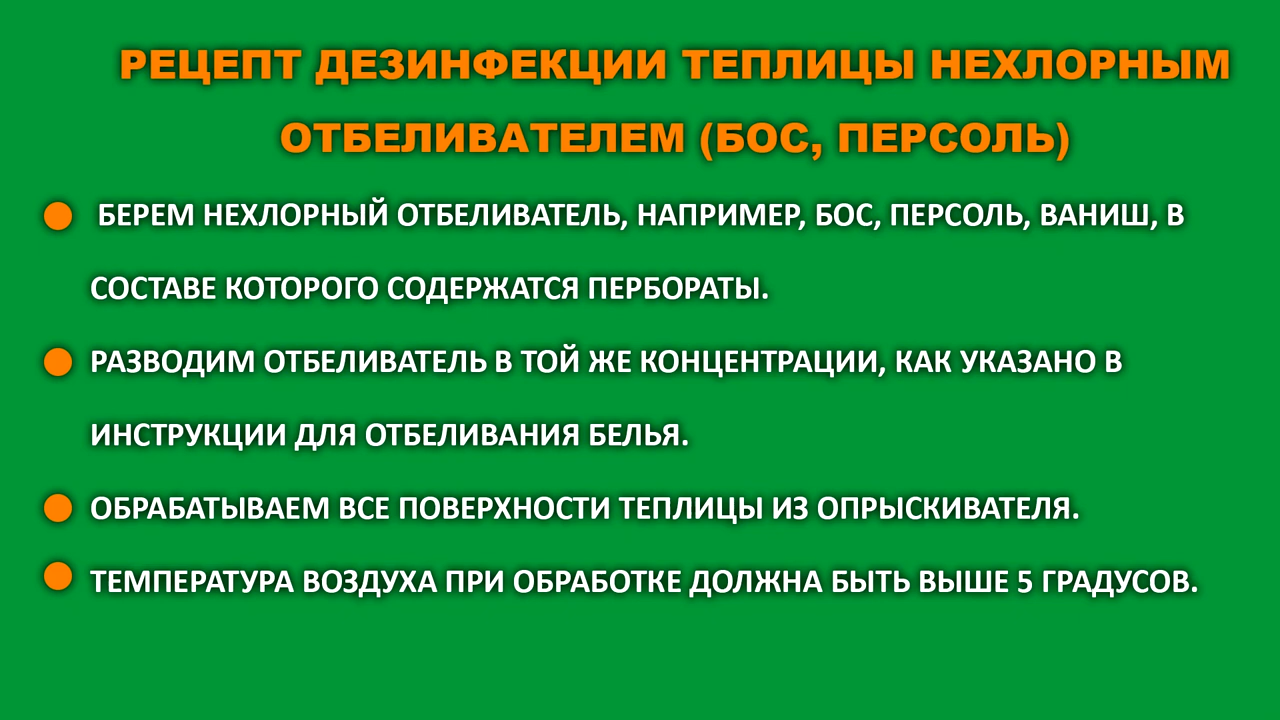 РЕЦЕПТ ДЕЗИНФЕКЦИИ ТЕПЛИЦЫ НЕХЛОРНЫМ
ОТБЕЛИВАТЕЛЕМ (БОС, ПЕРСОЛЬ)
БЕРЕМ НЕХЛОРНЫЙ ОТБЕЛИВАТЕЛЬ, НАПРИМЕР, БОС, ПЕРСОЛЬ, ВАНИШ, В
СОСТАВЕ КОТОРОГО СОДЕРЖАТСЯ ПЕРБОРАТЫ.
РАЗВОДИМ ОТБЕЛИВАТЕЛЬ В ТОЙ ЖЕ КОНЦЕНТРАЦИИ, КАК УКАЗАНО В
ИНСТРУКЦИИ ДЛЯ ОТБЕЛИВАНИЯ БЕЛЬЯ.
ОБРАБАТЫВАЕМ ВСЕ ПОВЕРХНОСТИ ТЕПЛИЦЫ ИЗ ОПРЫСКИВАТЕЛЯ.
ТЕМПЕРАТУРА ВОЗДУХА ПРИ ОБРАБОТКЕ ДОЛЖНА БЫТЬ ВЫШЕ 5 ГРАДУСОВ.